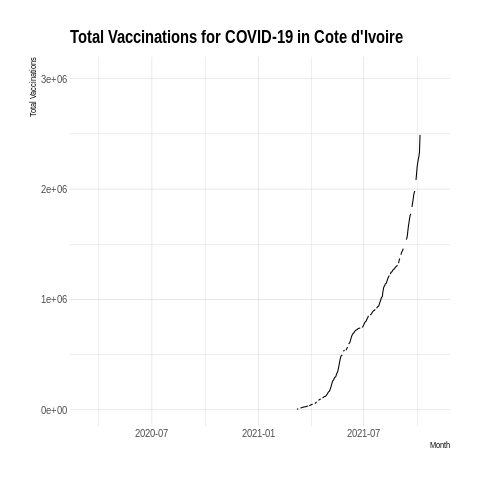 Total Vaccinations for COVID-19 in Cote d'Ivoire
Total Vaccinations
3e+06
2e+06
1e+06
0e+00
2020-07 2021-01 2021-07
Month